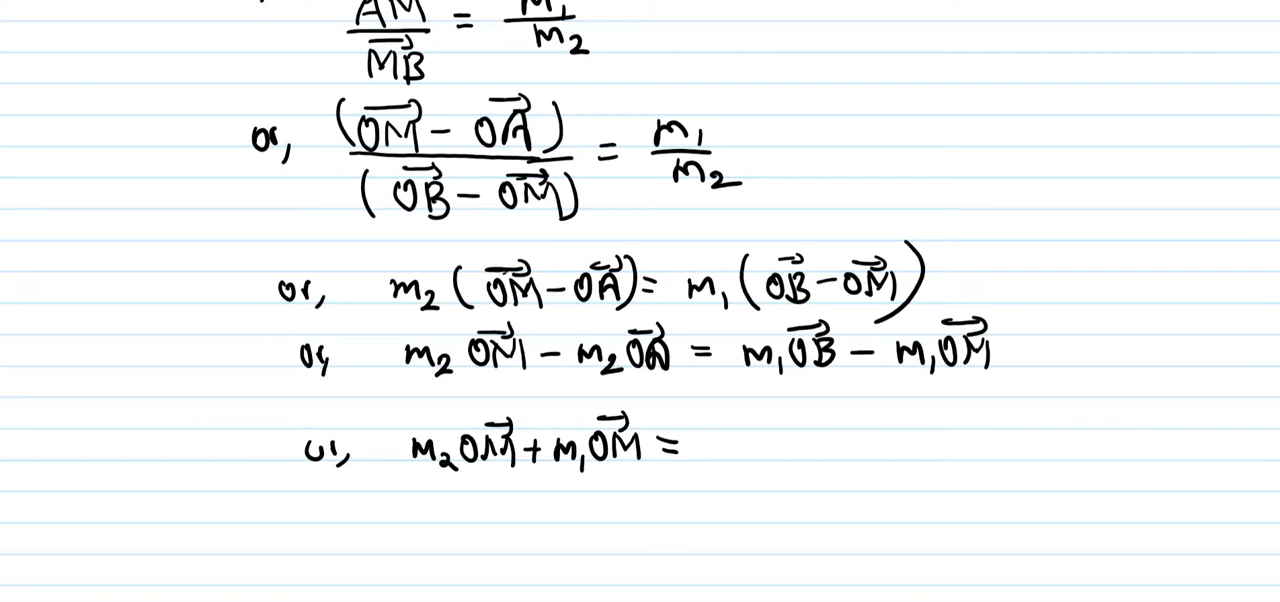 AM/MB = m₁/m₂
or, (OM − OA)/(OB − OM) = m₁/m₂
or, m₂(OM − OA) = m₁(OB − OM)
or, m₂OM − m₂OA = m₁OB − m₁OM
or, m₂OM + m₁OM =